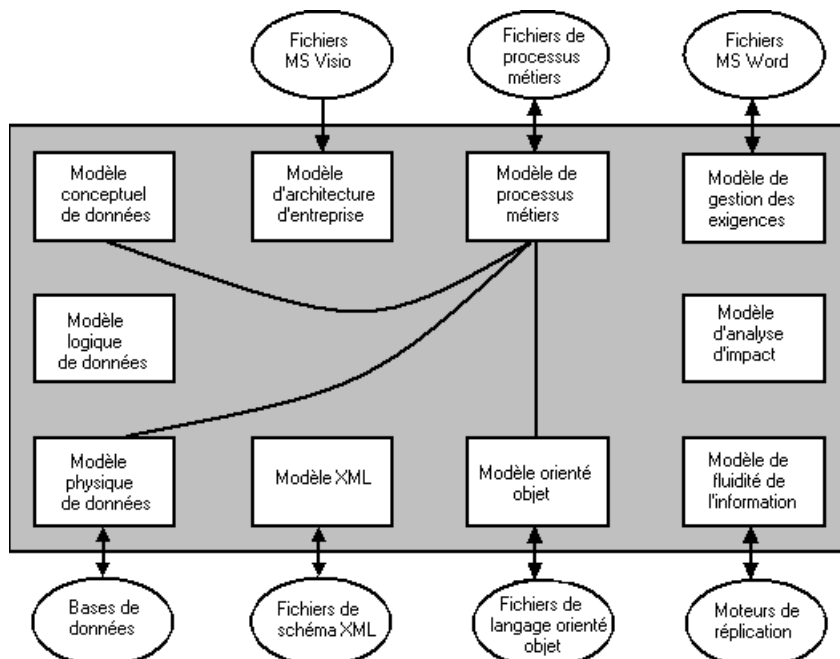 Fichiers
MS Visio
Fichiers de
processus
métiers
Fichiers
MS Word
Modèle
conceptuel
de données
Modèle
d'architecture
d'entreprise
Modèle de
processus
métiers
Modèle de
gestion des
exigences
Modèle
logique
de données
Modèle
d'analyse
d'impact
Modèle
physique
de données
Modèle XML
Modèle orienté
objet
Modèle de
fluidité de
l'information
Bases de
données
Fichiers de
schéma XML
Fichiers de
langage orienté
objet
Moteurs de
réplication